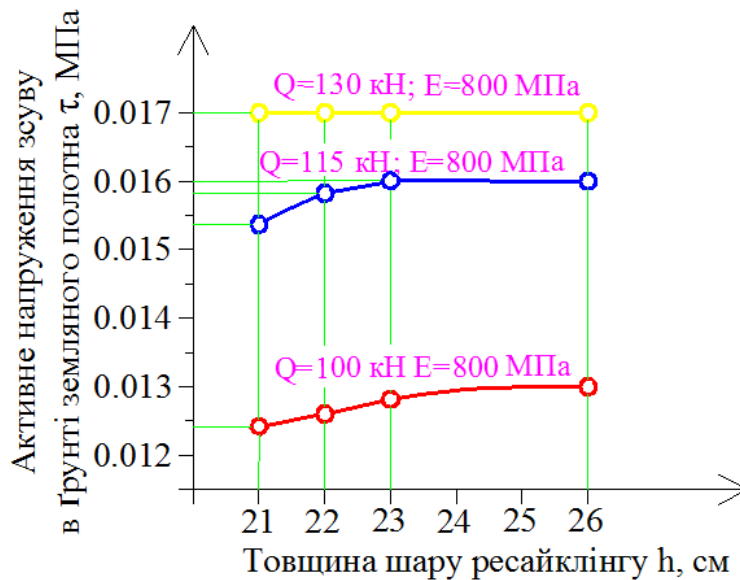 Активне напруження зсуву
в Ґрунті земляного полотна τ, МПа
Q=130 кН; E=800 МПа
0.017
Q=115 кН; E=800 МПа
0.016
0.015
0.014
Q=100 кН E=800 МПа
0.013
0.012
21 22 23 24 25 26
Товщина шару ресайклінгу h, см